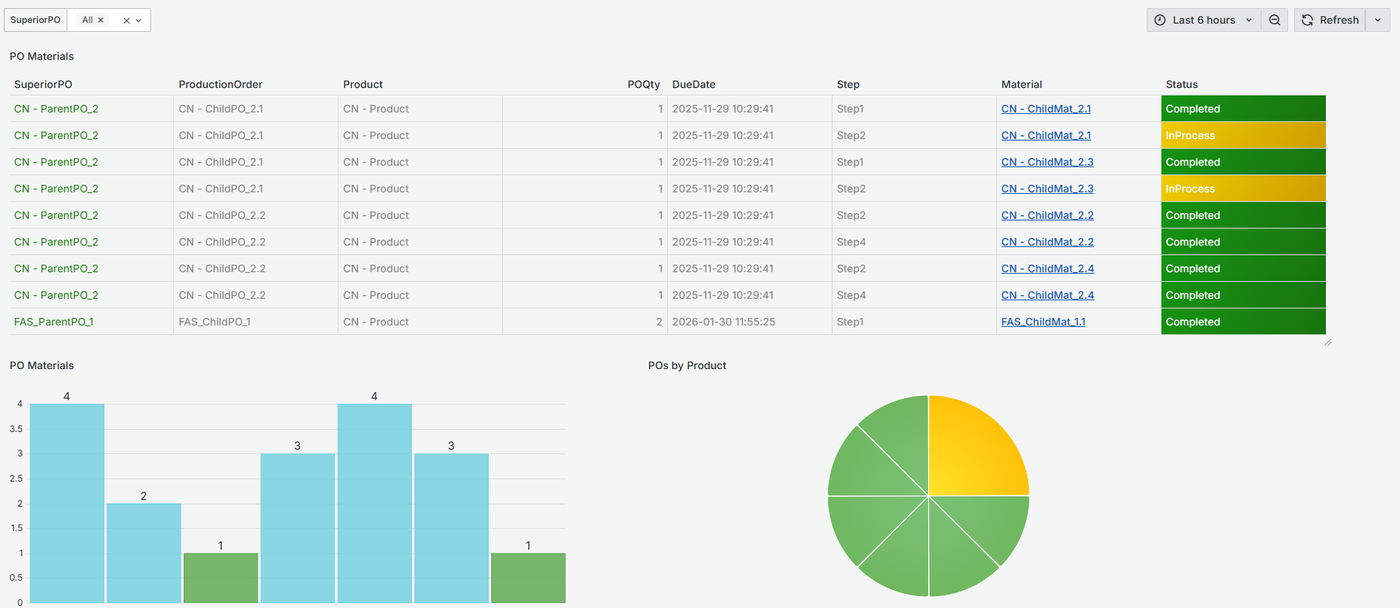 SuperiorPO All × × Last 6 hours Refresh
PO Materials
SuperiorPO ProductionOrder Product POQty DueDate Step Material Status
CN - ParentPO_2 CN - ChildPO_2.1 CN - Product 1 2025-11-29 10:29:41 Step1 CN - ChildMat_2.1 Completed
CN - ParentPO_2 CN - ChildPO_2.1 CN - Product 1 2025-11-29 10:29:41 Step2 CN - ChildMat_2.1 InProcess
CN - ParentPO_2 CN - ChildPO_2.1 CN - Product 1 2025-11-29 10:29:41 Step1 CN - ChildMat_2.3 Completed
CN - ParentPO_2 CN - ChildPO_2.1 CN - Product 1 2025-11-29 10:29:41 Step2 CN - ChildMat_2.3 InProcess
CN - ParentPO_2 CN - ChildPO_2.2 CN - Product 1 2025-11-29 10:29:41 Step2 CN - ChildMat_2.2 Completed
CN - ParentPO_2 CN - ChildPO_2.2 CN - Product 1 2025-11-29 10:29:41 Step4 CN - ChildMat_2.2 Completed
CN - ParentPO_2 CN - ChildPO_2.2 CN - Product 1 2025-11-29 10:29:41 Step2 CN - ChildMat_2.4 Completed
CN - ParentPO_2 CN - ChildPO_2.2 CN - Product 1 2025-11-29 10:29:41 Step4 CN - ChildMat_2.4 Completed
FAS_ParentPO_1 FAS_ChildPO_1 CN - Product 2 2026-01-30 11:55:25 Step1 FAS_ChildMat_1.1 Completed
PO Materials POs by Product
4 4
4
3.5
3 3
3
2.5
2
2
1.5
1 1
1
0.5
0